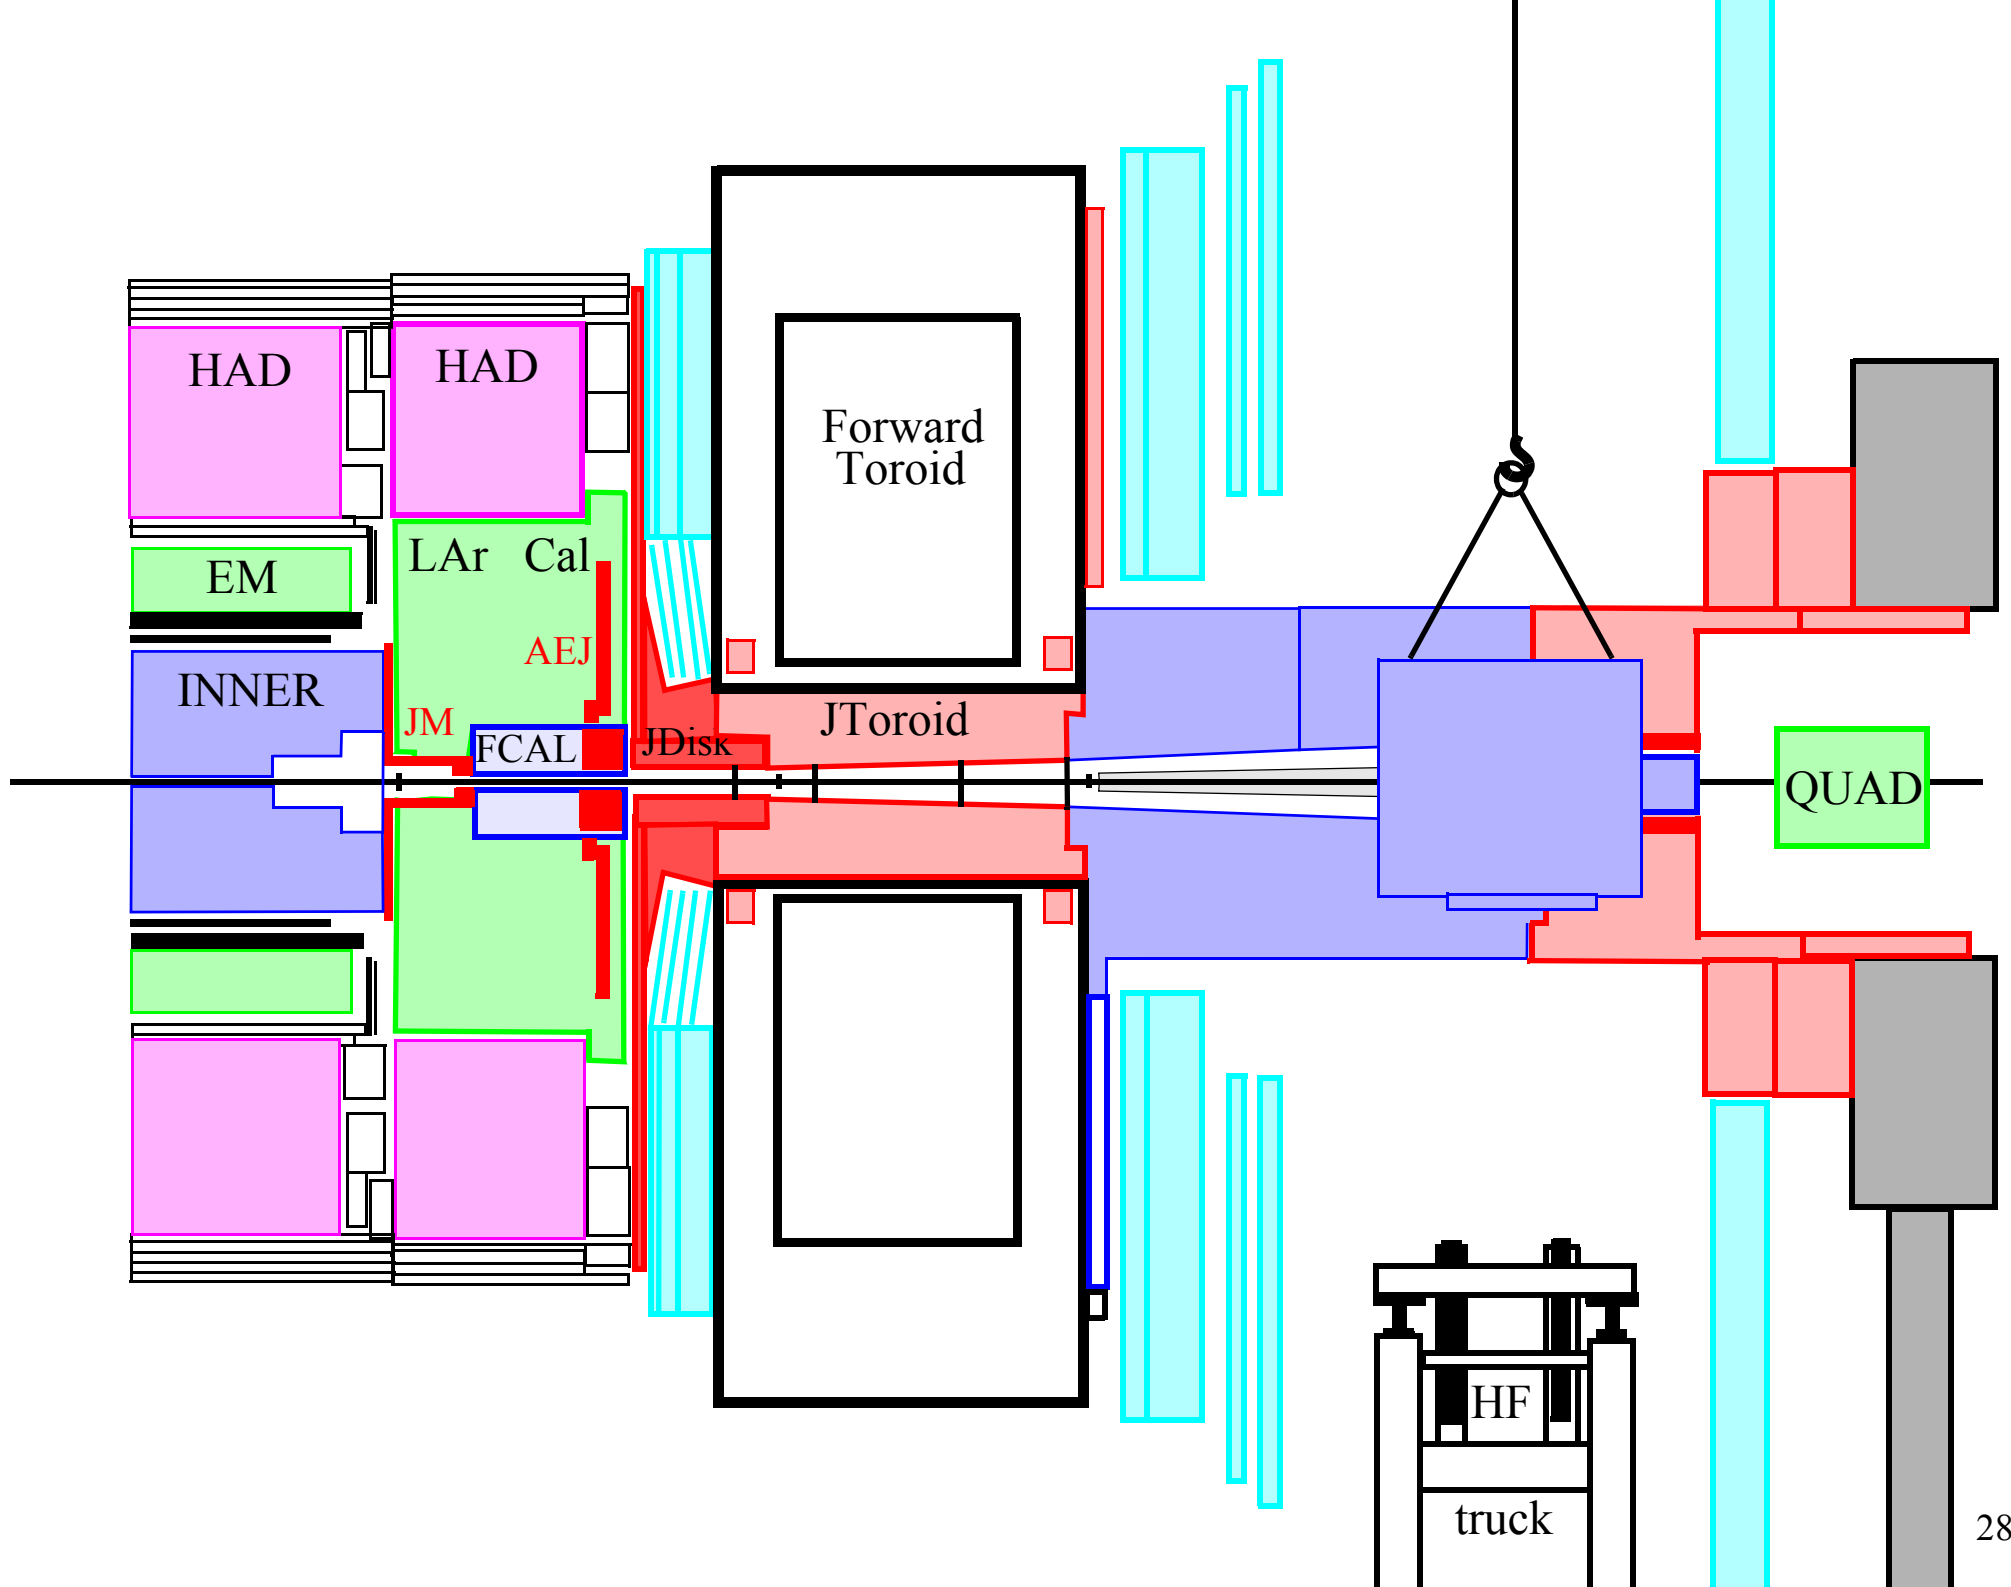 HAD
HAD
Forward
Toroid
LAr Cal
EM
AEJ
INNER
JM
JToroid
FCAL
JDisk
QUAD
HF
truck
28